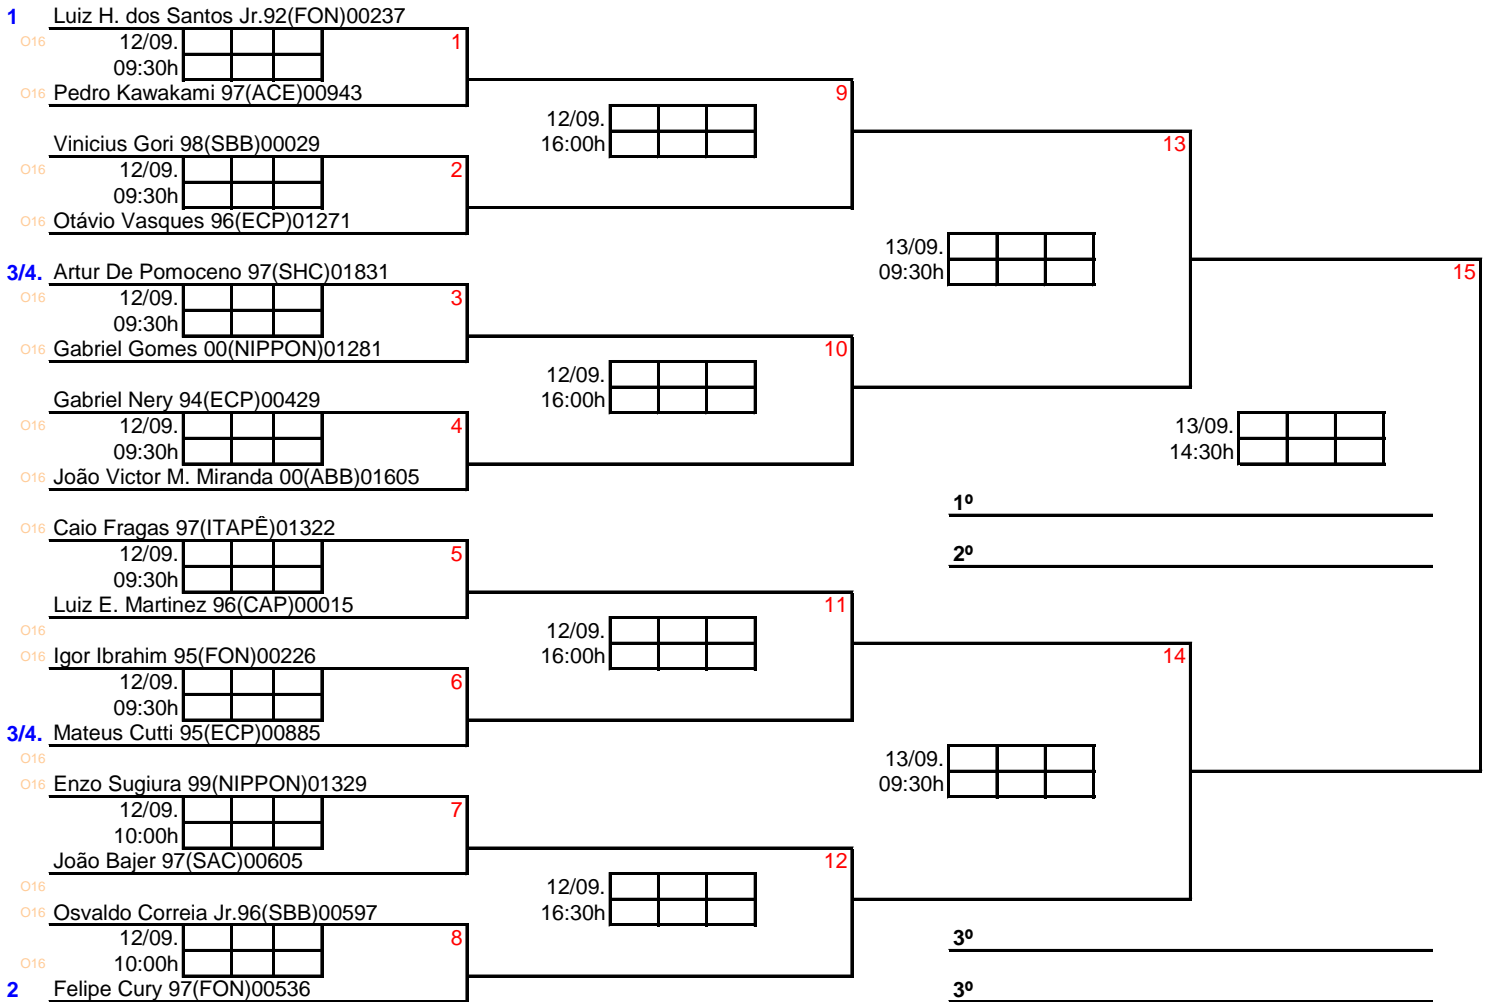 1 Luiz H. dos Santos Jr.92(FON)00237
O16 12/09. 1
09:30h
O16 Pedro Kawakami 97(ACE)00943 9
12/09.
Vinicius Gori 98(SBB)00029 16:00h 13
O16 12/09. 2
09:30h
O16 Otávio Vasques 96(ECP)01271
13/09.
3/4. Artur De Pomoceno 97(SHC)01831 09:30h 15
O16 12/09. 3
09:30h
O16 Gabriel Gomes 00(NIPPON)01281 10
12/09.
Gabriel Nery 94(ECP)00429 16:00h
O16 12/09. 4 13/09.
09:30h 14:30h
O16 João Victor M. Miranda 00(ABB)01605
1º
O16 Caio Fragas 97(ITAPÊ)01322
12/09. 5 2º
09:30h
Luiz E. Martinez 96(CAP)00015 11
O16 12/09.
O16 Igor Ibrahim 95(FON)00226 16:00h 14
12/09. 6
09:30h
3/4. Mateus Cutti 95(ECP)00885
O16 13/09.
O16 Enzo Sugiura 99(NIPPON)01329 09:30h
12/09. 7
10:00h
João Bajer 97(SAC)00605 12
O16 12/09.
O16 Osvaldo Correia Jr.96(SBB)00597 16:30h
12/09. 8 3º
O16 10:00h
2 Felipe Cury 97(FON)00536 3º